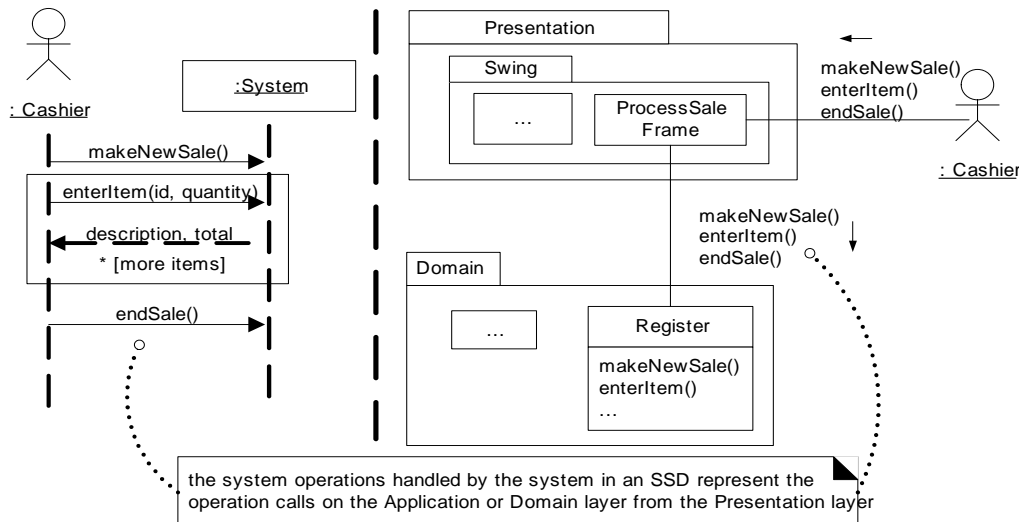 : Cashier
:System
makeNewSale()
enterItem(id, quantity)
description, total
* [more items]
endSale()
Presentation
Swing
...
ProcessSale
Frame
makeNewSale()
enterItem()
endSale()
: Cashier
makeNewSale()
enterItem()
endSale()
Domain
...
Register
makeNewSale()
enterItem()
...
the system operations handled by the system in an SSD represent the
operation calls on the Application or Domain layer from the Presentation layer